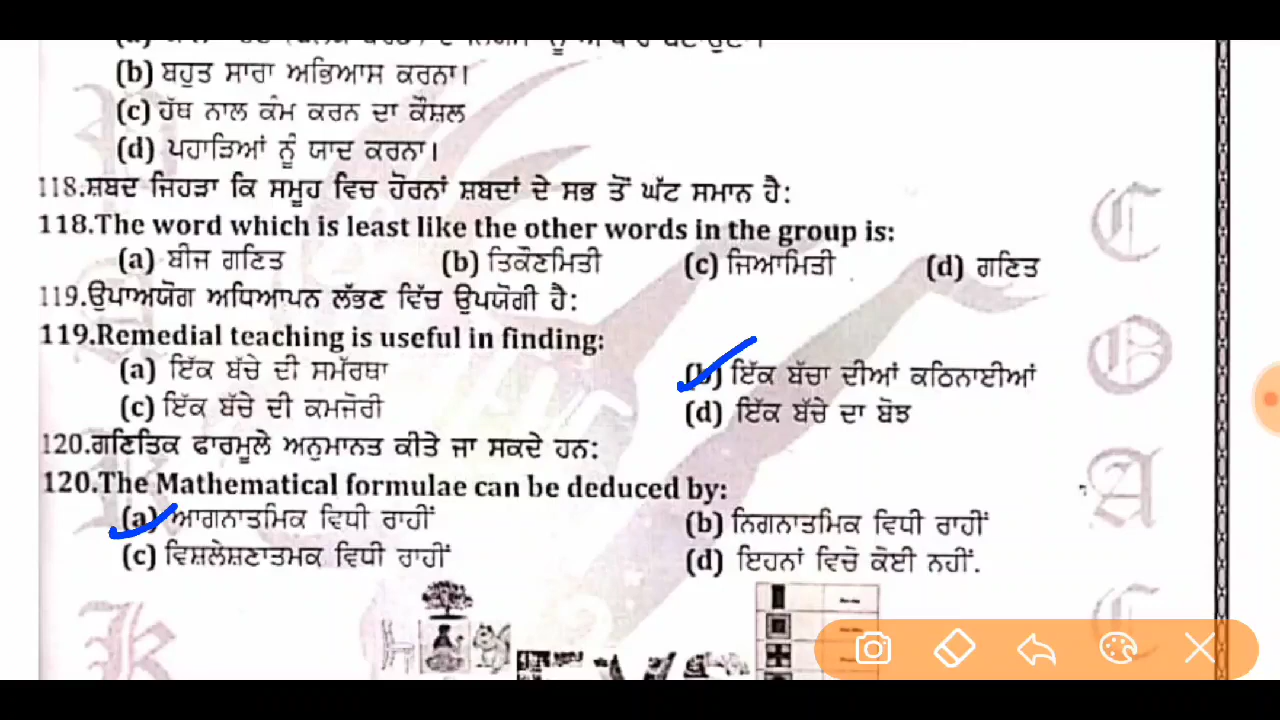 (b) ਬਹੁਤ ਸਾਰਾ ਅਭਿਆਸ ਕਰਨਾ।
(c) ਹੱਥ ਨਾਲ ਕੰਮ ਕਰਨ ਦਾ ਕੌਸ਼ਲ
(d) ਪਹਾੜਿਆਂ ਨੂੰ ਯਾਦ ਕਰਨਾ।
118.ਸ਼ਬਦ ਜਿਹੜਾ ਕਿ ਸਮੂਹ ਵਿਚ ਹੋਰਨਾਂ ਸ਼ਬਦਾਂ ਦੇ ਸਭ ਤੋਂ ਘੱਟ ਸਮਾਨ ਹੈ:
118.The word which is least like the other words in the group is:
(a) ਬੀਜ ਗਣਿਤ (b) ਤਿਕੌਣਮਿਤੀ (c) ਜਿਆਮਿਤੀ (d) ਗਣਿਤ
119.ਉਪਾਅਯੋਗ ਅਧਿਆਪਨ ਲੱਭਣ ਵਿੱਚ ਉਪਯੋਗੀ ਹੈ:
119.Remedial teaching is useful in finding:
(a) ਇੱਕ ਬੱਚੇ ਦੀ ਸਮੱਰਥਾ (b) ਇੱਕ ਬੱਚਾ ਦੀਆਂ ਕਠਿਨਾਈਆਂ
(c) ਇੱਕ ਬੱਚੇ ਦੀ ਕਮਜੋਰੀ (d) ਇੱਕ ਬੱਚੇ ਦਾ ਬੋਝ
120.ਗਣਿਤਿਕ ਫਾਰਮੂਲੇ ਅਨੁਮਾਨਤ ਕੀਤੇ ਜਾ ਸਕਦੇ ਹਨ:
120.The Mathematical formulae can be deduced by:
(a) ਆਗਨਾਤਮਿਕ ਵਿਧੀ ਰਾਹੀਂ (b) ਨਿਗਨਾਤਮਿਕ ਵਿਧੀ ਰਾਹੀਂ
(c) ਵਿਸ਼ਲੇਸ਼ਣਾਤਮਕ ਵਿਧੀ ਰਾਹੀਂ (d) ਇਹਨਾਂ ਵਿਚੋ ਕੋਈ ਨਹੀਂ.